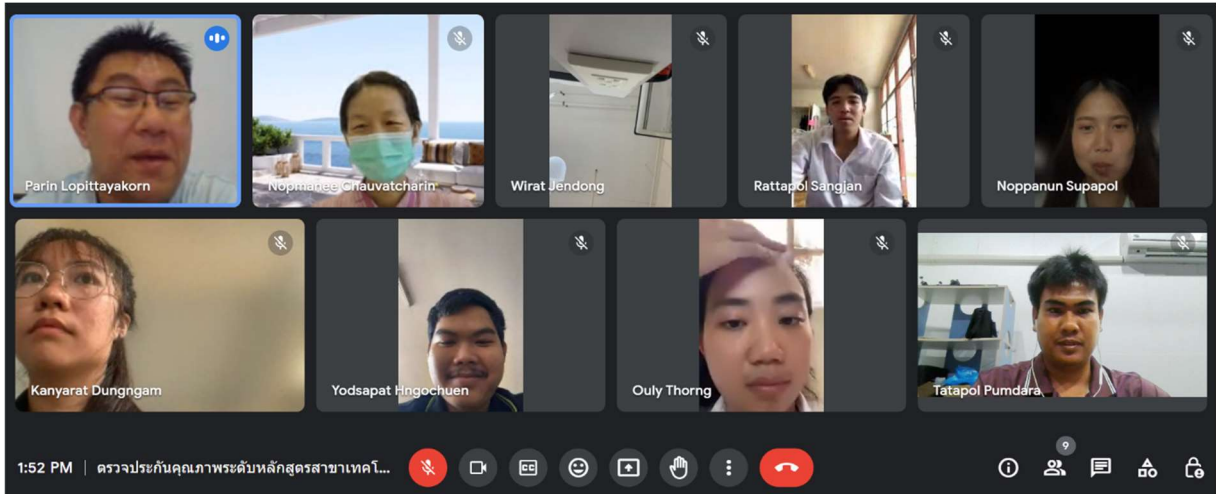 Parin Lopittayakorn
Nopmanee Chauvatcharin
Wirat Jendong
Rattapol Sangjan
Noppanun Supapol
Kanyarat Dungngam
Yodsapat Hngochuen
Ouly Thorng
Tatapol Pumdara
9
1:52 PM | ตรวจประกันคุณภาพระดับหลักสูตรสาขาเทคโ...
CC